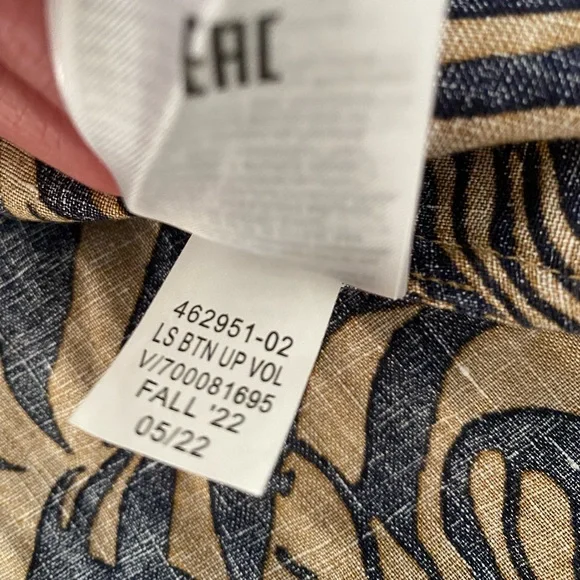 EAC
462951-02
LS BTN UP VOL
V/700081695
FALL '22
05/22